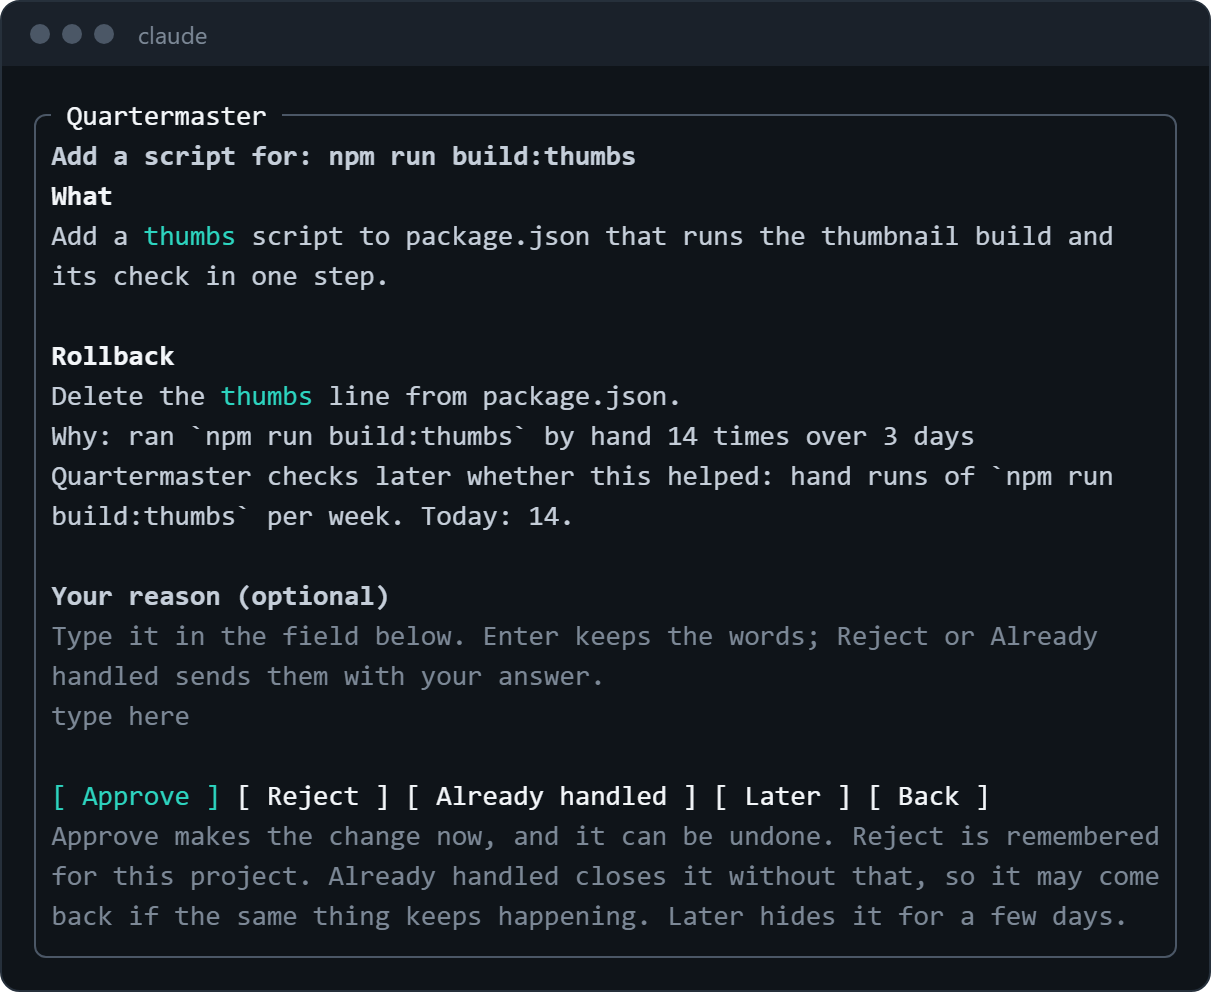 claude
Quartermaster
Add a script for: npm run build:thumbs
What
Add a thumbs script to package.json that runs the thumbnail build and
its check in one step.
Rollback
Delete the thumbs line from package.json.
Why: ran `npm run build:thumbs` by hand 14 times over 3 days
Quartermaster checks later whether this helped: hand runs of `npm run
build:thumbs` per week. Today: 14.
Your reason (optional)
Type it in the field below. Enter keeps the words; Reject or Already
handled sends them with your answer.
type here
[ Approve ] [ Reject ] [ Already handled ] [ Later ] [ Back ]
Approve makes the change now, and it can be undone. Reject is remembered
for this project. Already handled closes it without that, so it may come
back if the same thing keeps happening. Later hides it for a few days.